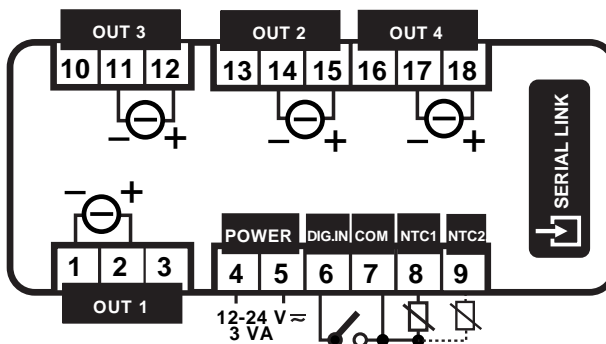 OUT 3 OUT 2 OUT 4
10 11 12 13 14 15 16 17 18
− + − + − +
SERIAL LINK
− +
POWER DIG.IN COM NTC1 NTC2
1 2 3 4 5 6 7 8 9
OUT 1
12-24 V ⎓
3 VA